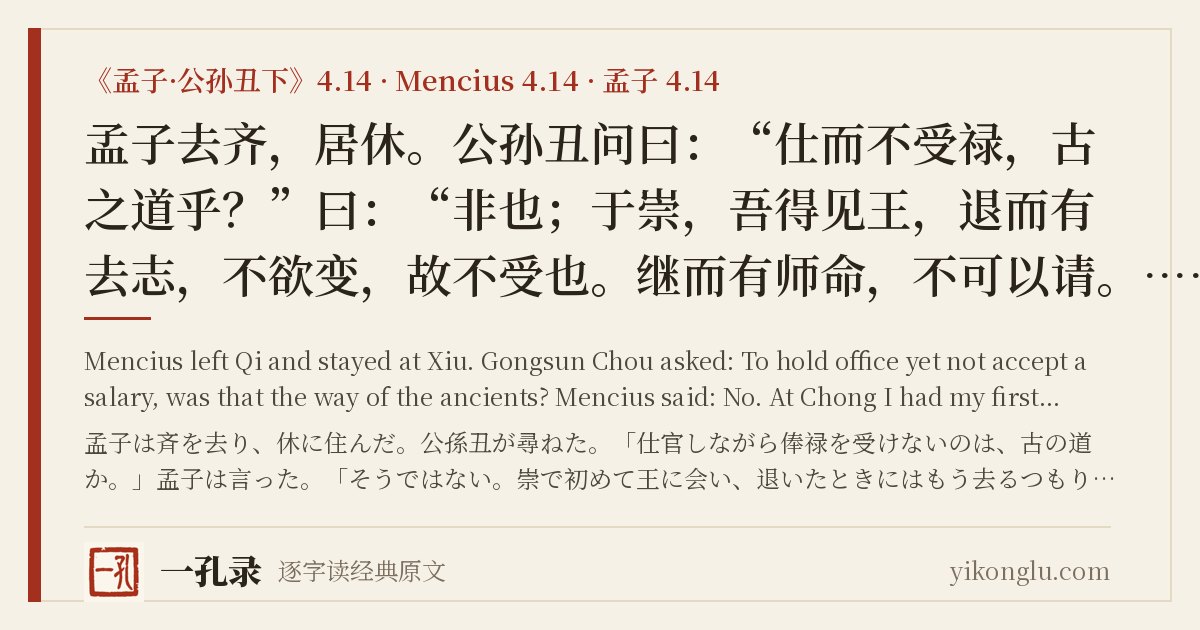 《孟子·公孙丑下》4.14 · Mencius 4.14 · 孟子 4.14
孟子去齐，居休。公孙丑问曰：“仕而不受禄，古
之道乎？”曰：“非也；于崇，吾得见王，退而有
去志，不欲变，故不受也。继而有师命，不可以请。……
Mencius left Qi and stayed at Xiu. Gongsun Chou asked: To hold office yet not accept a
salary, was that the way of the ancients? Mencius said: No. At Chong I had my first…
孟子は斉を去り、休に住んだ。公孫丑が尋ねた。「仕官しながら俸禄を受けないのは、古の道
か。」孟子は言った。「そうではない。崇で初めて王に会い、退いたときにはもう去るつもり…
一孔
一孔录 逐字读经典原文
yikonglu.com